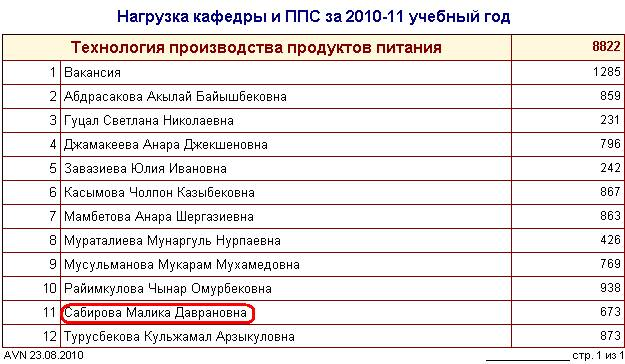 Нагрузка кафедры и ППС за 2010-11 учебный год
Технология производства продуктов питания 8822
1 Вакансия 1285
2 Абдрасакова Акылай Байышбековна 859
3 Гуцал Светлана Николаевна 231
4 Джамакеева Анара Джекшеновна 796
5 Завазиева Юлия Ивановна 242
6 Касымова Чолпон Казыбековна 867
7 Мамбетова Анара Шергазиевна 863
8 Мураталиева Мунаргуль Нурпаевна 426
9 Мусульманова Мукарам Мухамедовна 769
10 Райимкулова Чынар Омурбековна 938
11 Сабирова Малика Даврановна 673
12 Турусбекова Кульжамал Арзыкуловна 873
AVN 23.08.2010 стр. 1 из 1